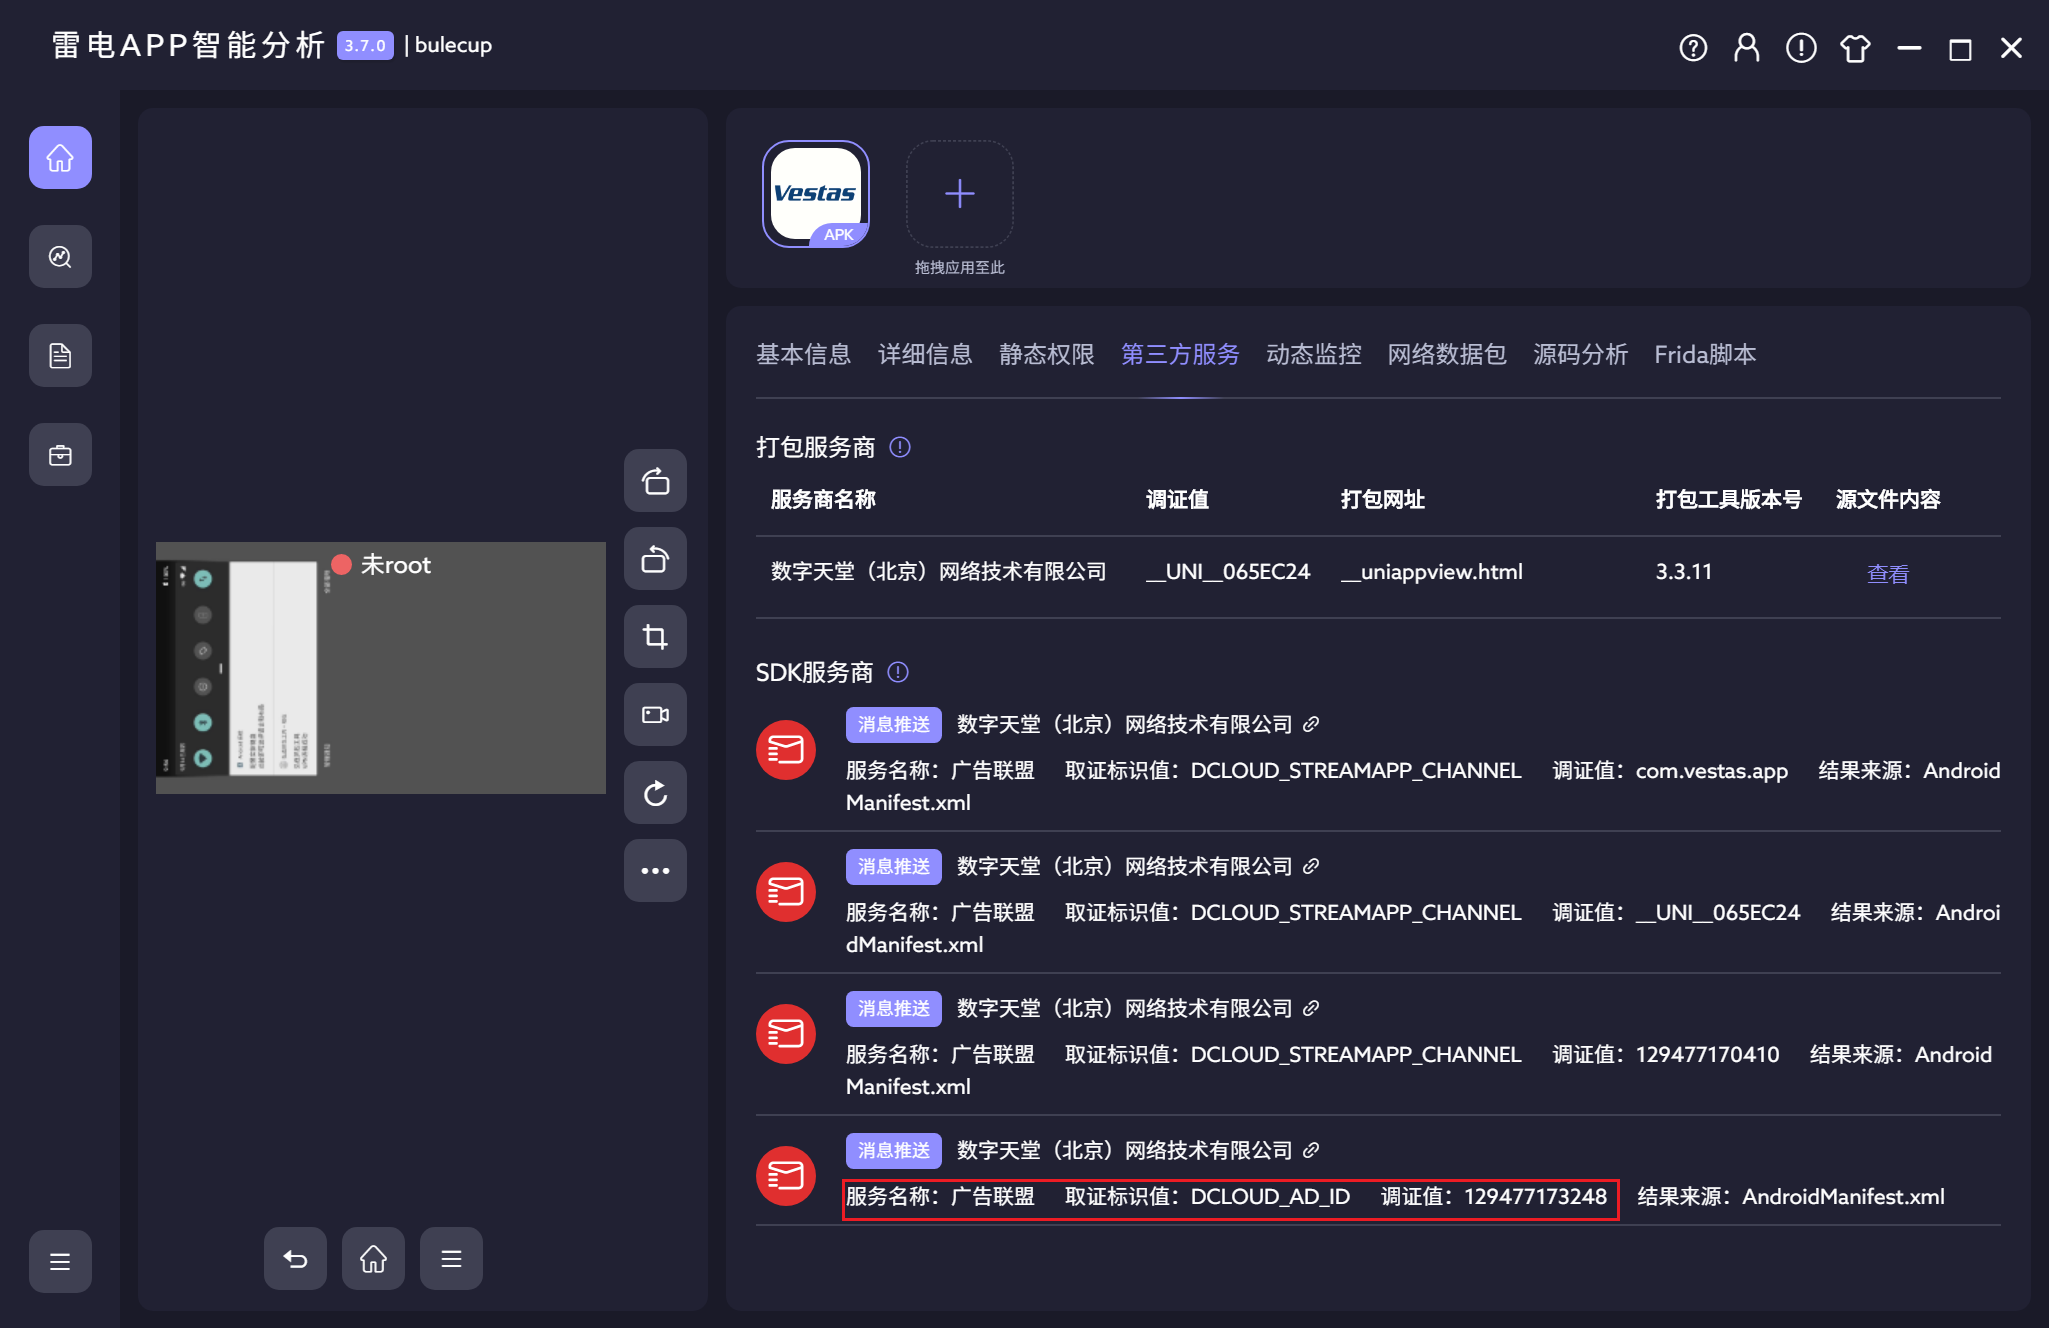 雷电APP智能分析 3.7.0 | bulecup
Vestas
APK
拖拽应用至此
基本信息 详细信息 静态权限 第三方服务 动态监控 网络数据包 源码分析 Frida脚本
打包服务商
服务商名称 调证值 打包网址 打包工具版本号 源文件内容
数字天堂（北京）网络技术有限公司 __UNI__065EC24 __uniappview.html 3.3.11 查看
未root
SDK服务商
消息推送 数字天堂（北京）网络技术有限公司
服务名称：广告联盟 取证标识值：DCLOUD_STREAMAPP_CHANNEL 调证值：com.vestas.app 结果来源：Android
Manifest.xml
消息推送 数字天堂（北京）网络技术有限公司
服务名称：广告联盟 取证标识值：DCLOUD_STREAMAPP_CHANNEL 调证值：__UNI__065EC24 结果来源：Androi
dManifest.xml
消息推送 数字天堂（北京）网络技术有限公司
服务名称：广告联盟 取证标识值：DCLOUD_STREAMAPP_CHANNEL 调证值：129477170410 结果来源：Android
Manifest.xml
消息推送 数字天堂（北京）网络技术有限公司
服务名称：广告联盟 取证标识值：DCLOUD_AD_ID 调证值：129477173248 结果来源：AndroidManifest.xml